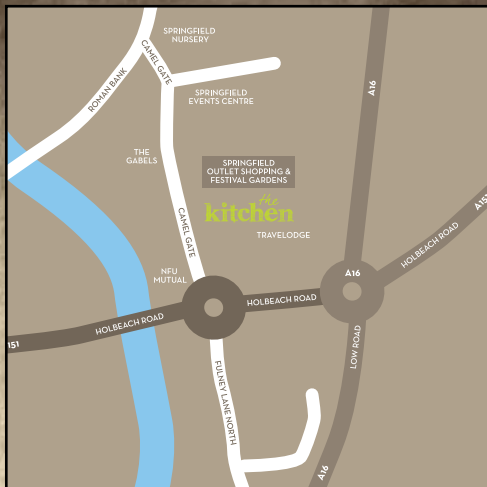 SPRINGFIELD
NURSERY
CAMEL GATE
ROMAN BANK
A16
SPRINGFIELD
EVENTS CENTRE
THE
GABELS
SPRINGFIELD
OUTLET SHOPPING &
FESTIVAL GARDENS
the
kitchen
A151
CAMEL GATE
TRAVELODGE
HOLBEACH ROAD
NFU
MUTUAL
A16
HOLBEACH ROAD
HOLBEACH ROAD
151
LOW ROAD
FULNEY LANE NORTH
A16